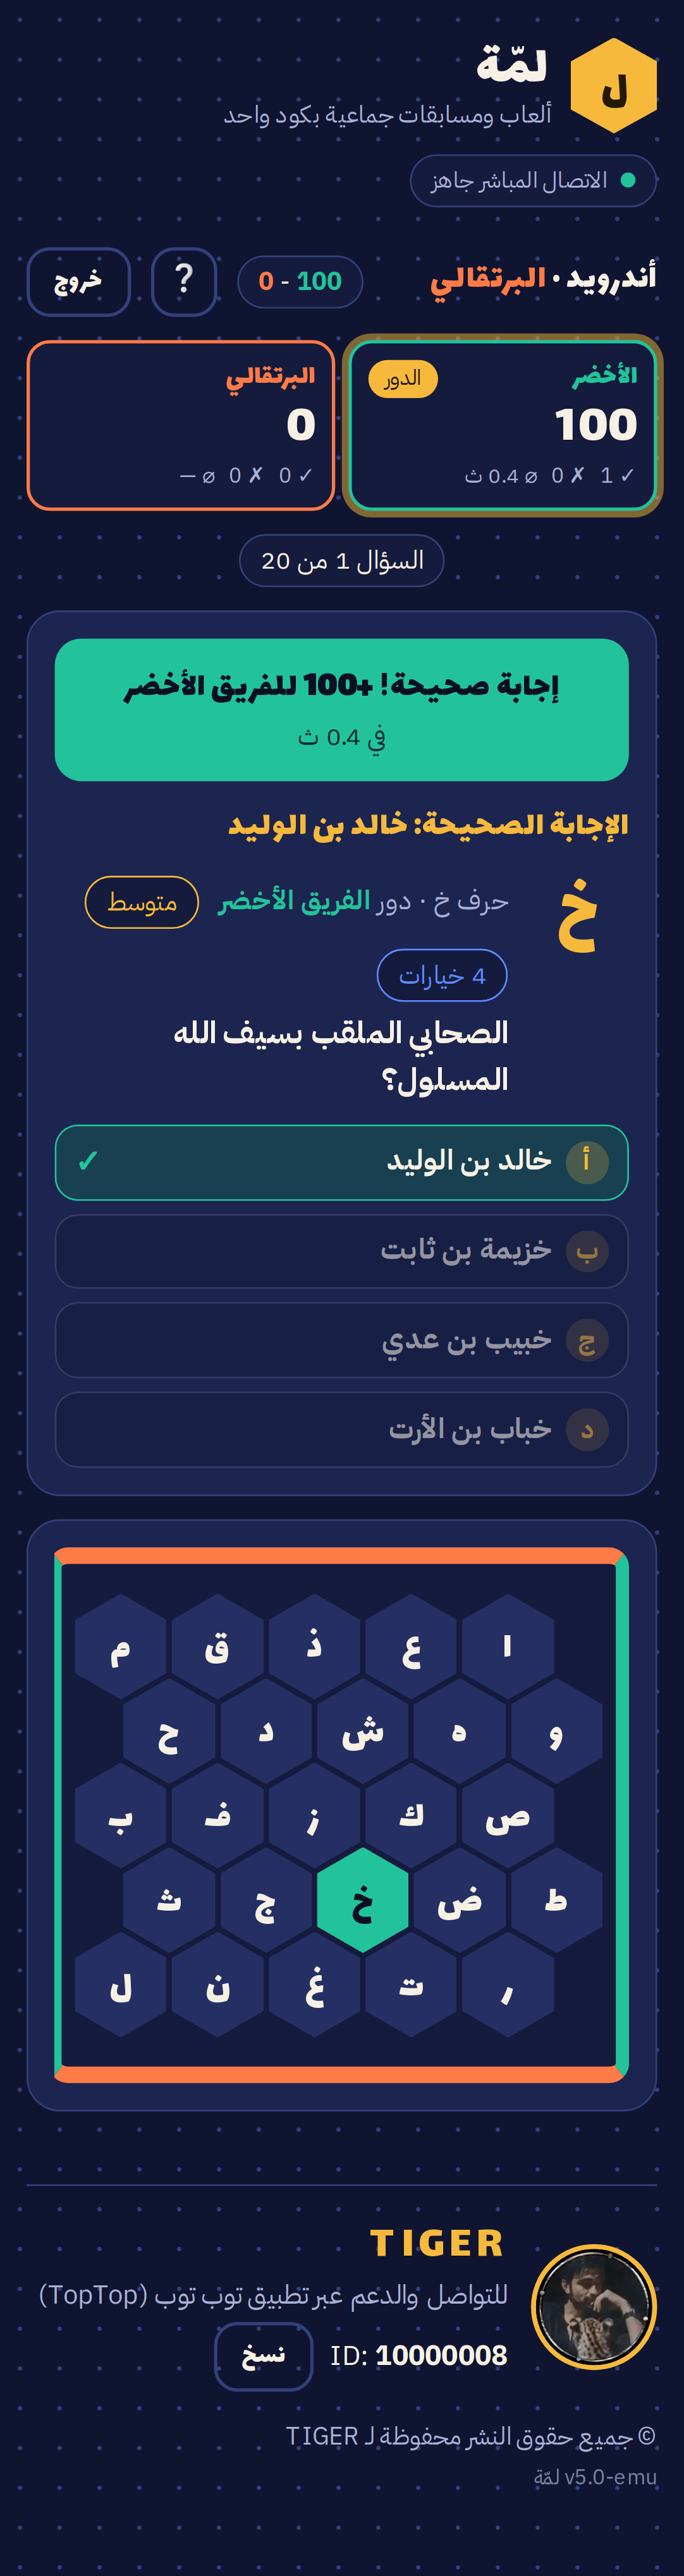 ل
لمّة
ألعاب ومسابقات جماعية بكود واحد
الاتصال المباشر جاهز
أندرويد · البرتقالي
100 - 0
?
خروج
الأخضر
الدور
100
✓ 1 ✗ 0 ⌀ 0.4 ث
البرتقالي
0
✓ 0 ✗ 0 ⌀ —
السؤال 1 من 20
إجابة صحيحة! +100 للفريق الأخضر
في 0.4 ث
الإجابة الصحيحة: خالد بن الوليد
خ
حرف خ · دور الفريق الأخضر
متوسط
4 خيارات
الصحابي الملقب بسيف الله
المسلول؟
أ خالد بن الوليد ✓
ب خزيمة بن ثابت
ج خبيب بن عدي
د خباب بن الأرت
ا ع ذ ق م
و ه ش د ح
ص ك ز ف ب
ط ض خ ج ث
ر ت غ ن ل
TIGER
للتواصل والدعم عبر تطبيق توب توب (TopTop)
ID: 10000008
نسخ
© جميع حقوق النشر محفوظة لـ TIGER
لمّة v5.0-emu